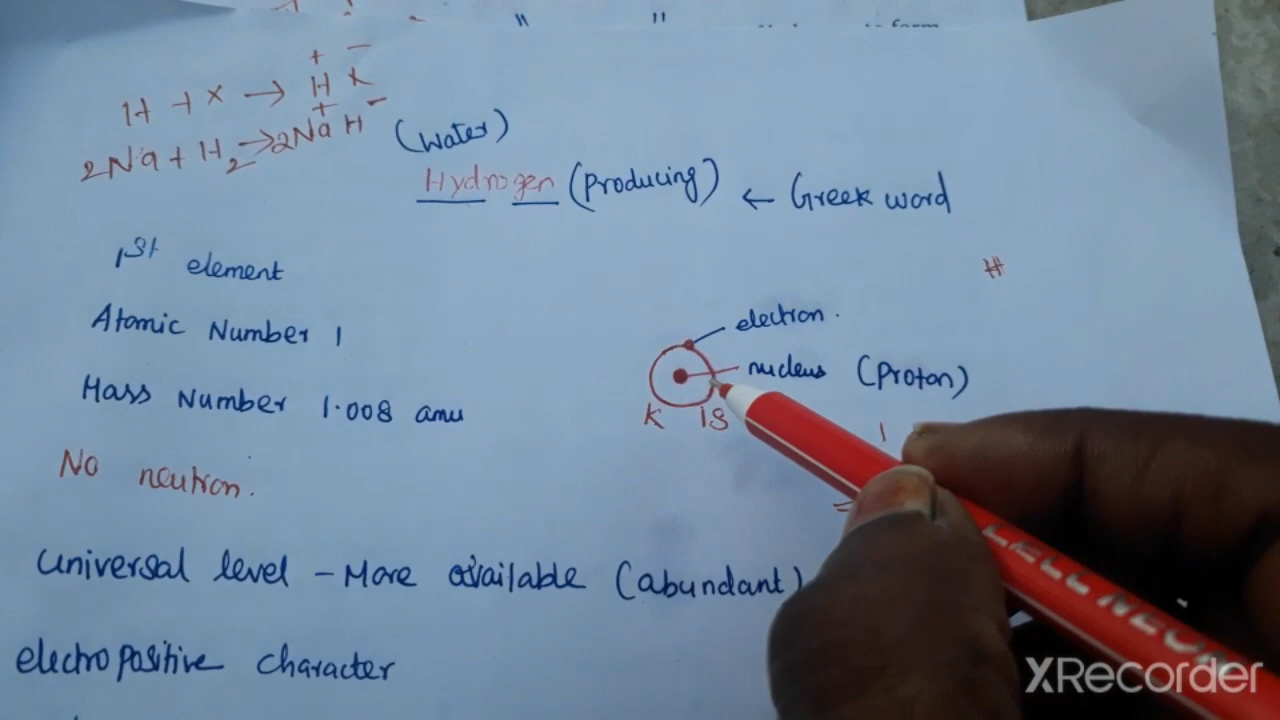 " "
H + X → H⁺ X⁻
2Na + H₂ → 2Na⁺ H⁻
(Water)
Hydrogen (Producing) ← Greek word
1st element
H
Atomic Number 1
electron.
nucleus (Proton)
Mass Number 1.008 amu
K 1S
1
No neutron.
Universal level - More available (abundant)
electropositive character
XRecorder